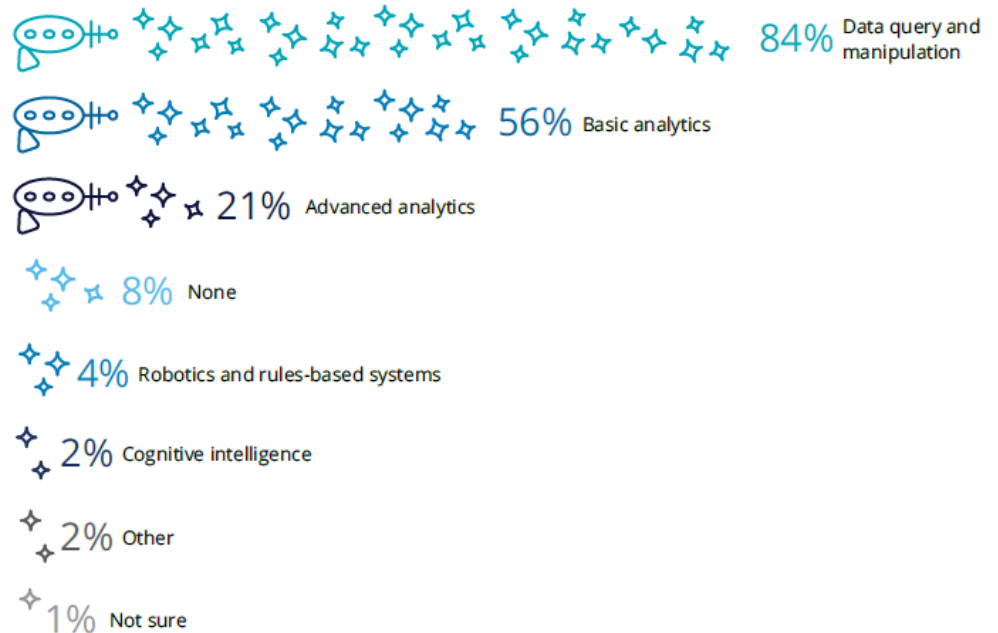 84% Data query and
manipulation
56% Basic analytics
21% Advanced analytics
8% None
4% Robotics and rules-based systems
2% Cognitive intelligence
2% Other
1% Not sure